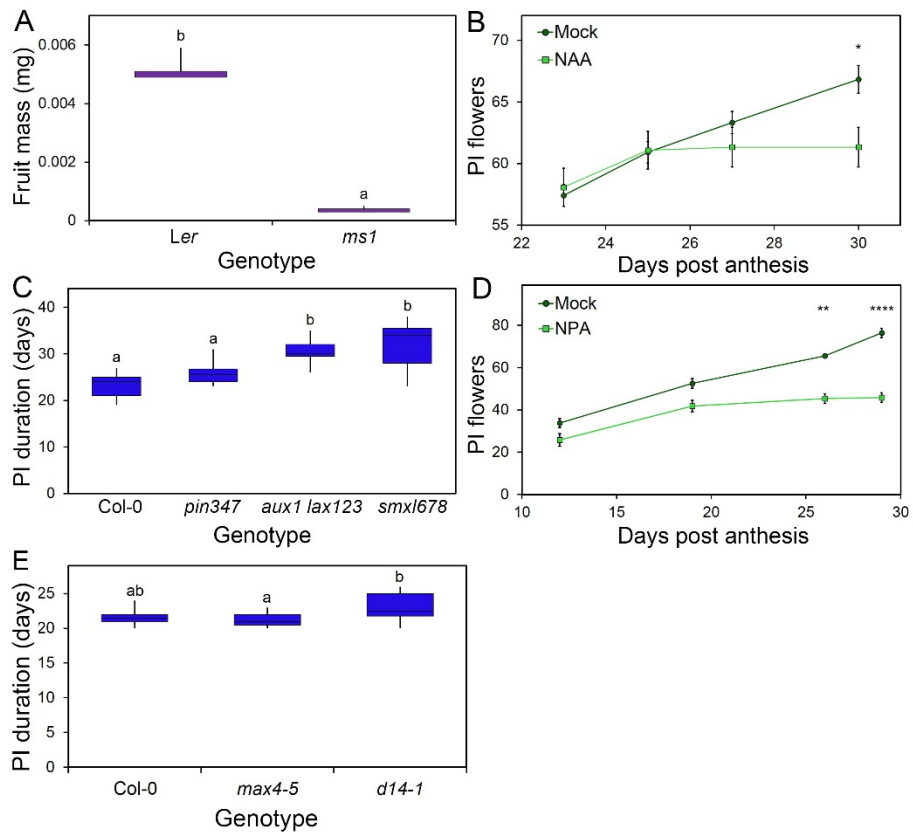 A
Fruit mass (mg)
0.006
0.004
0.002
0
b
a
Ler
ms1
Genotype
B
PI flowers
70
65
60
55
Mock
NAA
*
22
24
26
28
30
Days post anthesis
C
PI duration (days)
40
30
20
10
0
a
a
b
b
Col-0
pin347
aux1 lax123
smxl678
Genotype
D
PI flowers
80
60
40
20
0
Mock
NPA
**
****
10
15
20
25
30
Days post anthesis
E
PI duration (days)
25
20
15
10
5
0
ab
a
b
Col-0
max4-5
d14-1
Genotype